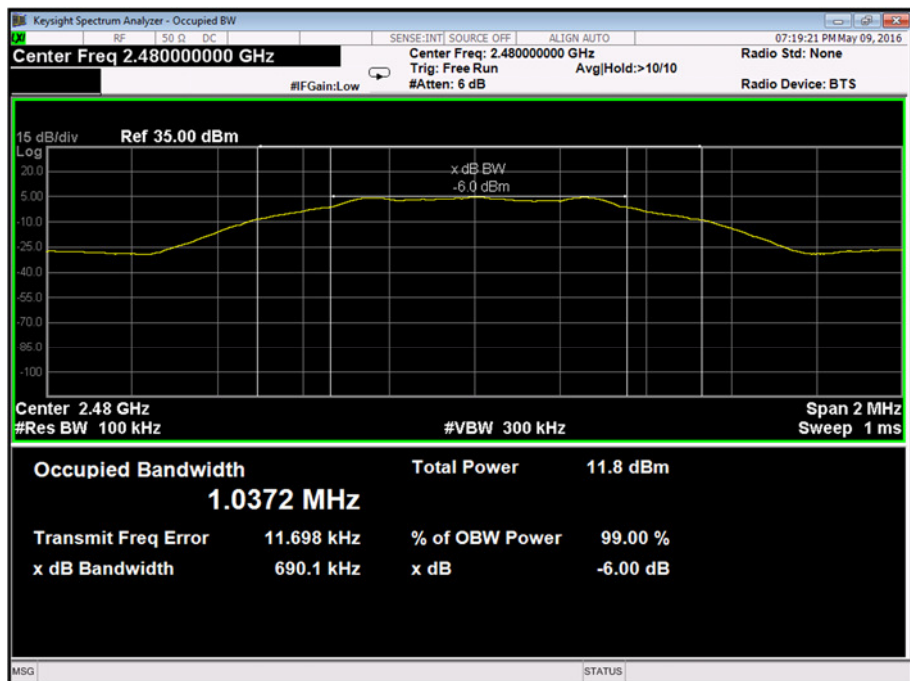 Keysight Spectrum Analyzer - Occupied BW
LXI RF 50 Ω DC SENSE:INT SOURCE OFF ALIGN AUTO 07:19:21 PM May 09, 2016
Center Freq 2.480000000 GHz
Center Freq: 2.480000000 GHz Radio Std: None
Trig: Free Run Avg|Hold:>10/10
#IFGain:Low #Atten: 6 dB Radio Device: BTS
15 dB/div Ref 35.00 dBm
Log
20.0
x dB BW
-6.0 dBm
5.00
-10.0
-25.0
-40.0
-55.0
-70.0
-85.0
-100
Center 2.48 GHz Span 2 MHz
#Res BW 100 kHz #VBW 300 kHz Sweep 1 ms
Occupied Bandwidth Total Power 11.8 dBm
1.0372 MHz
Transmit Freq Error 11.698 kHz % of OBW Power 99.00 %
x dB Bandwidth 690.1 kHz x dB -6.00 dB
MSG STATUS